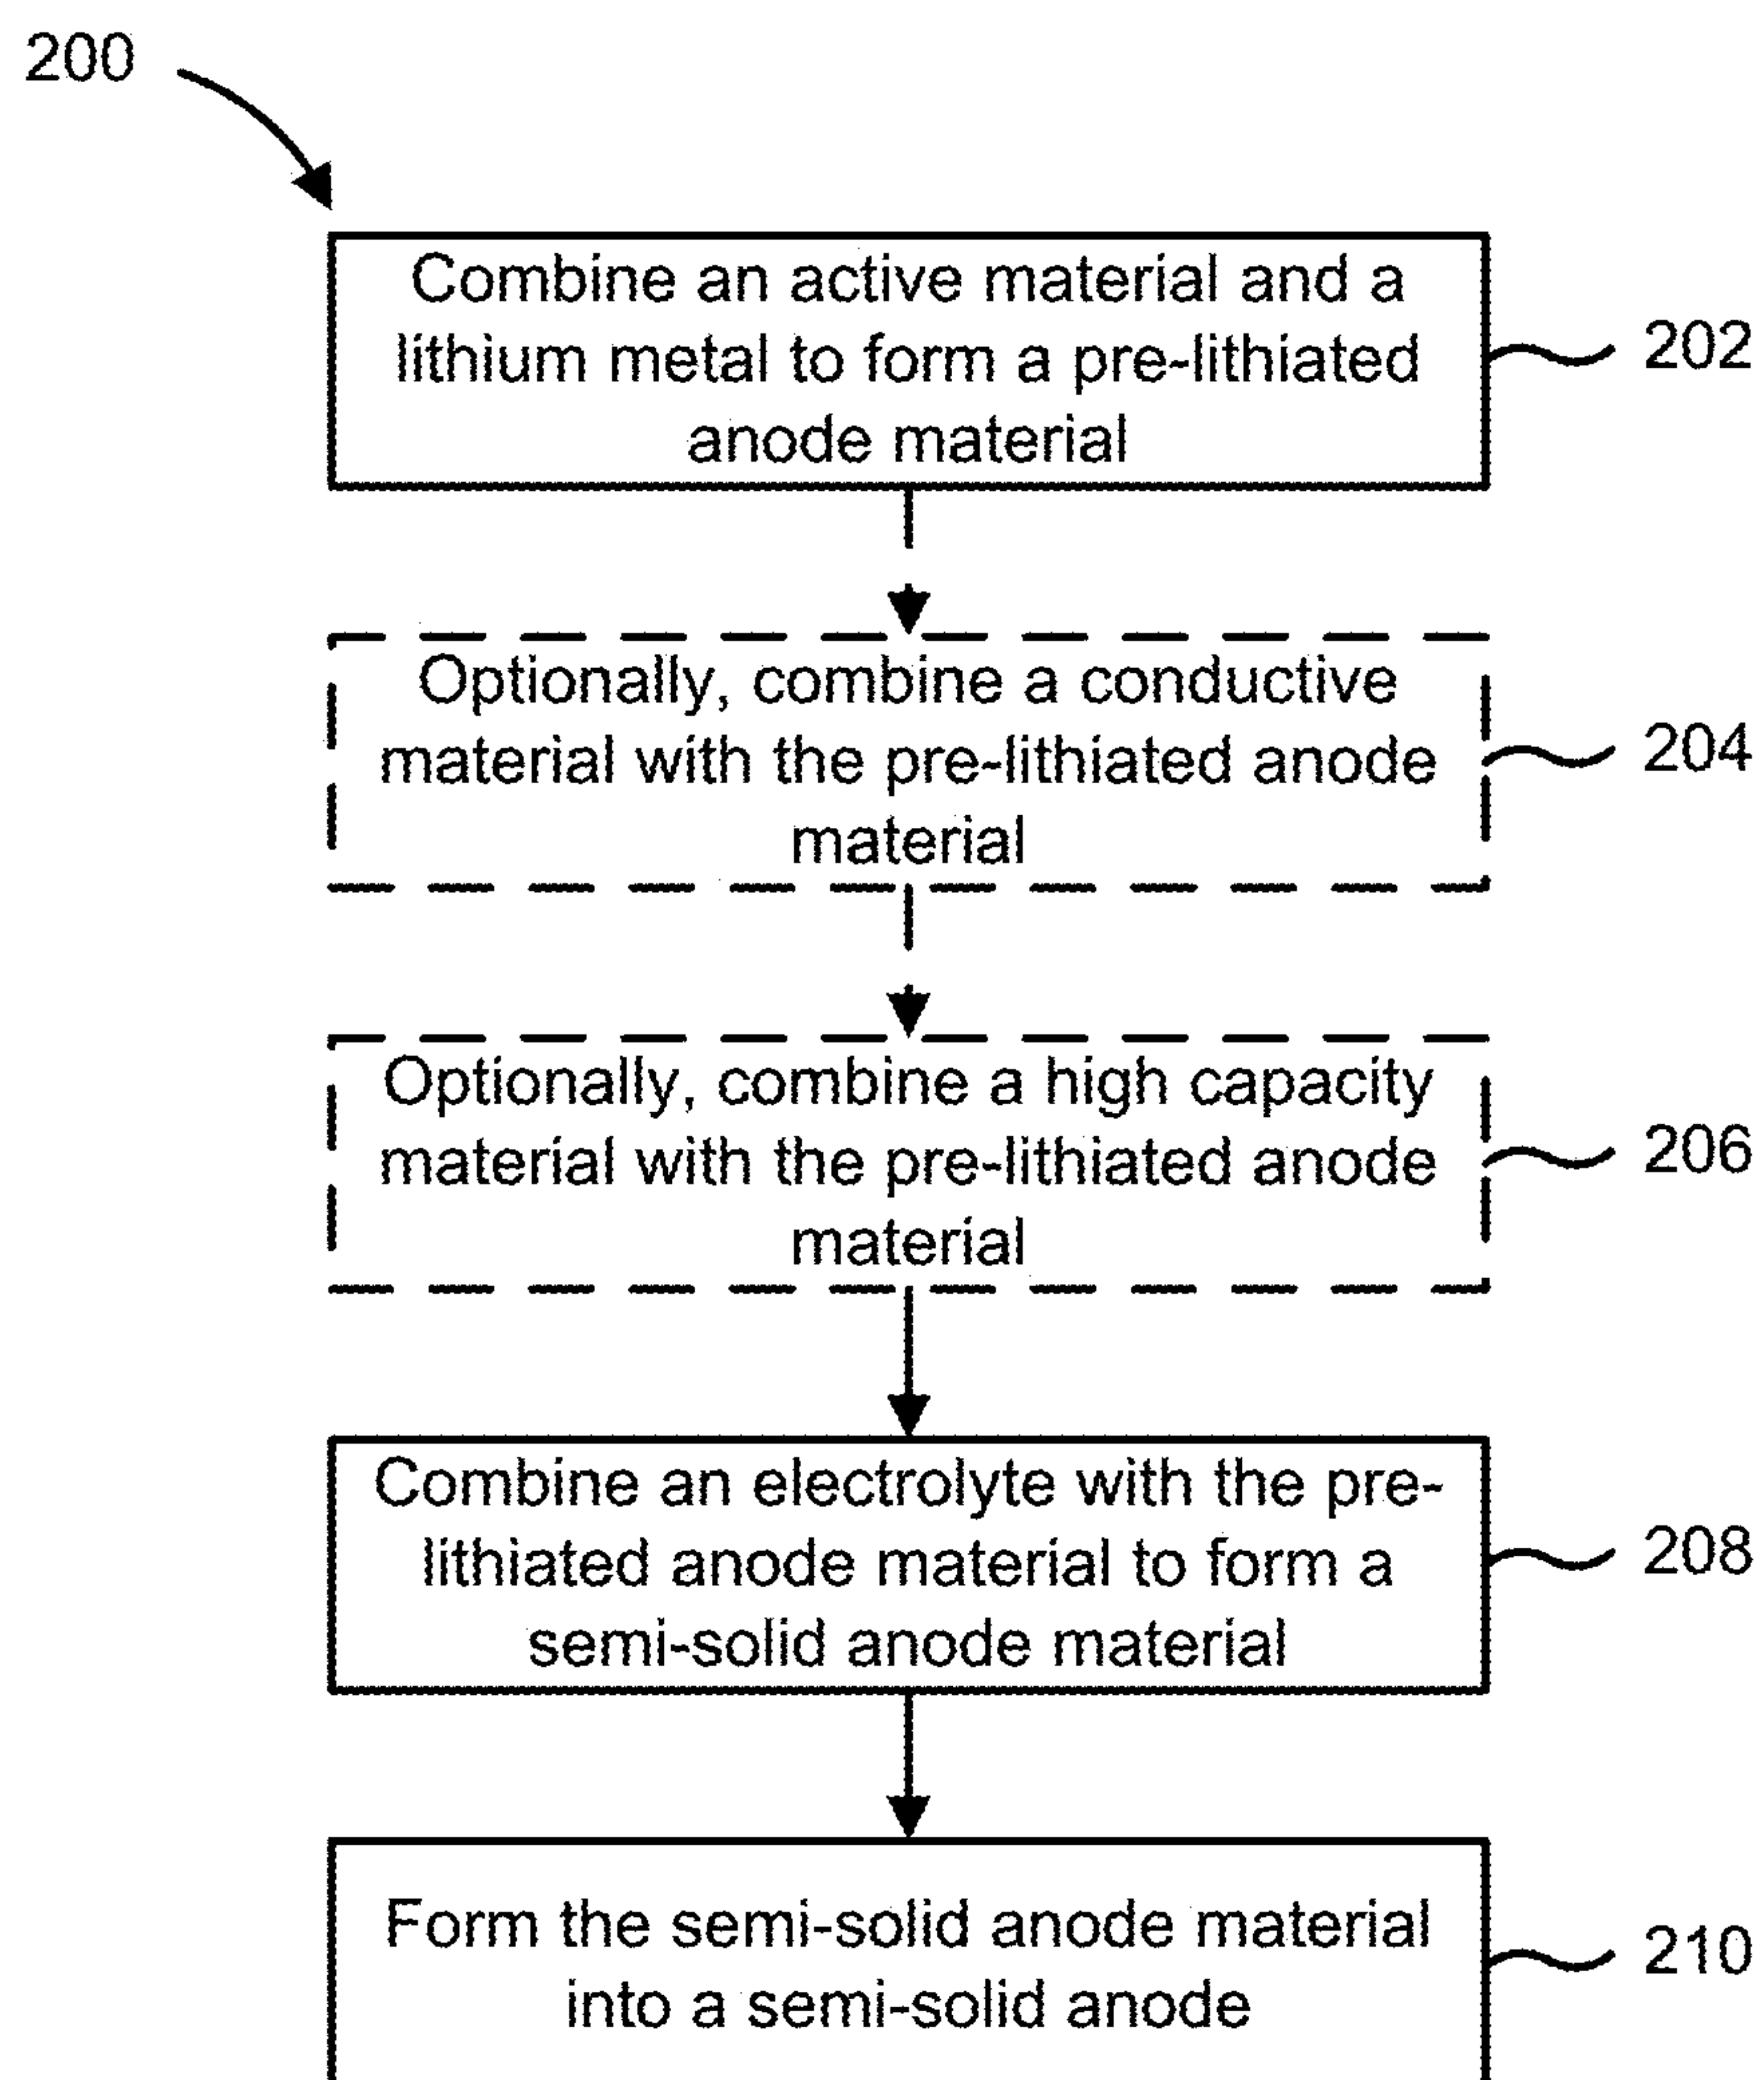 200
Combine an active material and a
lithium metal to form a pre-lithiated
anode material
202
Optionally, combine a conductive
material with the pre-lithiated anode
material
204
Optionally, combine a high capacity
material with the pre-lithiated anode
material
206
Combine an electrolyte with the pre-
lithiated anode material to form a
semi-solid anode material
208
Form the semi-solid anode material
into a semi-solid anode
210